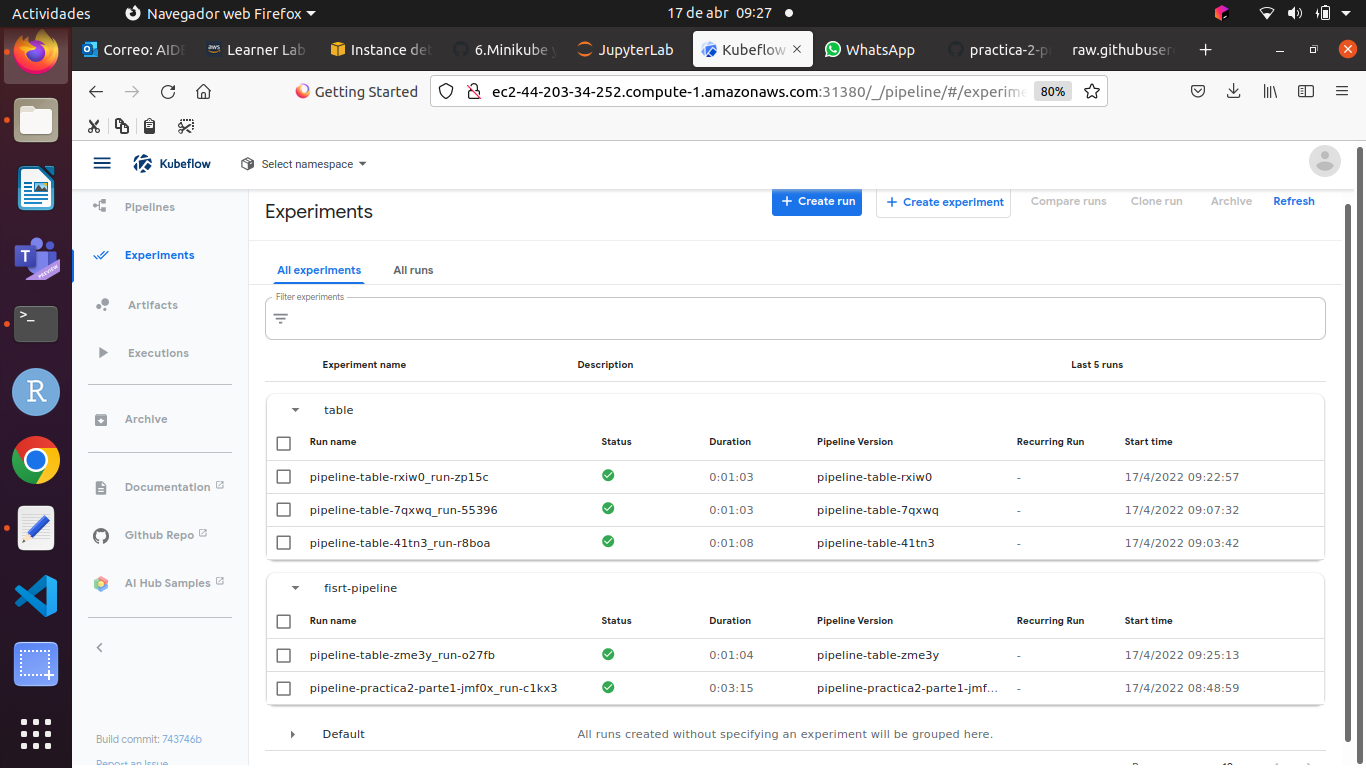 Actividades
Navegador web Firefox
17 de abr 09:27
Correo: AIDE
Learner Lab
Instance det
6.Minikube y
JupyterLab
Kubeflow
WhatsApp
practica-2-p
raw.githubuser
Getting Started
ec2-44-203-34-252.compute-1.amazonaws.com:31380/_/pipeline/#/experime
80%
Kubeflow
Select namespace
Pipelines
Experiments
Artifacts
Executions
Archive
Documentation
Github Repo
AI Hub Samples
Build commit: 743746b
Report an Issue
Experiments
+ Create run
+ Create experiment
Compare runs
Clone run
Archive
Refresh
All experiments
All runs
Filter experiments
Experiment name Description Last 5 runs
table
Run name Status Duration Pipeline Version Recurring Run Start time
pipeline-table-rxiw0_run-zp15c 0:01:03 pipeline-table-rxiw0 - 17/4/2022 09:22:57
pipeline-table-7qxwq_run-55396 0:01:03 pipeline-table-7qxwq - 17/4/2022 09:07:32
pipeline-table-41tn3_run-r8boa 0:01:08 pipeline-table-41tn3 - 17/4/2022 09:03:42
fisrt-pipeline
Run name Status Duration Pipeline Version Recurring Run Start time
pipeline-table-zme3y_run-o27fb 0:01:04 pipeline-table-zme3y - 17/4/2022 09:25:13
pipeline-practica2-parte1-jmf0x_run-c1kx3 0:03:15 pipeline-practica2-parte1-jmf... - 17/4/2022 08:48:59
Default All runs created without specifying an experiment will be grouped here.